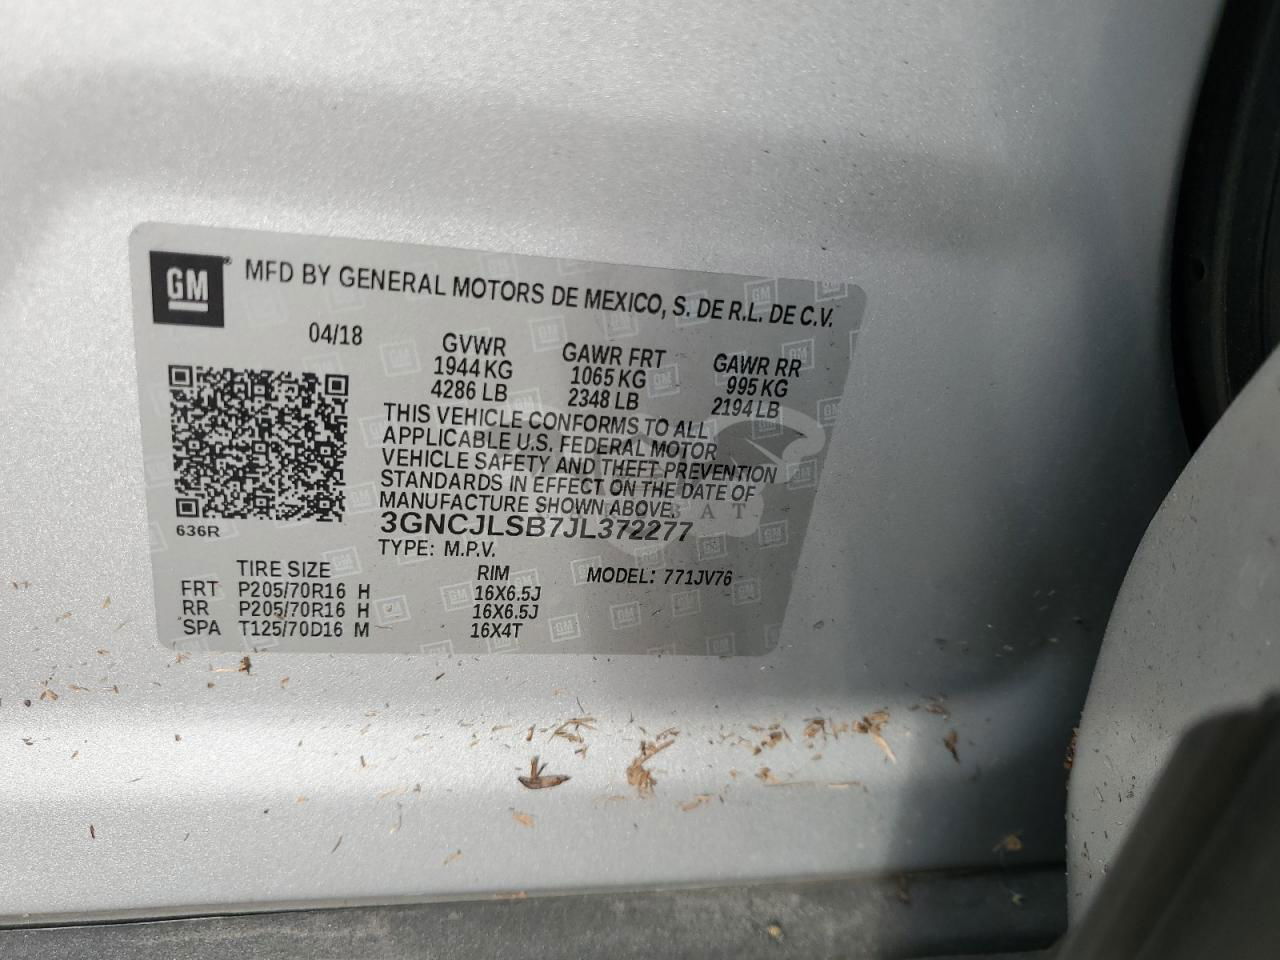 GM
MFD BY GENERAL MOTORS DE MEXICO, S. DE R.L. DE C.V.
04/18 GVWR GAWR FRT GAWR RR
1944 KG 1065 KG 995 KG
4286 LB 2348 LB 2194 LB
THIS VEHICLE CONFORMS TO ALL
APPLICABLE U.S. FEDERAL MOTOR
VEHICLE SAFETY AND THEFT PREVENTION
STANDARDS IN EFFECT ON THE DATE OF
MANUFACTURE SHOWN ABOVE.
636R
3GNCJLSB7JL372277
TYPE: M.P.V.
TIRE SIZE RIM MODEL: 771JV76
FRT P205/70R16 H 16X6.5J
RR P205/70R16 H 16X6.5J
SPA T125/70D16 M 16X4T